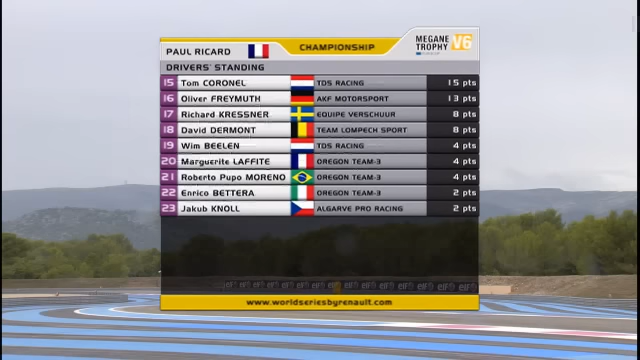 PAUL RICARD CHAMPIONSHIP MEGANE TROPHY V6
DRIVERS' STANDING
15 Tom CORONEL TDS RACING 15 pts
16 Oliver FREYMUTH AKF MOTORSPORT 13 pts
17 Richard KRESSNER EQUIPE VERSCHUUR 8 pts
18 David DERMONT TEAM LOMPECH SPORT 8 pts
19 Wim BEELEN TDS RACING 4 pts
20 Marguerite LAFFITE OREGON TEAM-3 4 pts
21 Roberto Pupo MORENO OREGON TEAM-3 4 pts
22 Enrico BETTERA OREGON TEAM-3 2 pts
23 Jakub KNOLL ALGARVE PRO RACING 2 pts
www.worldseriesbyrenault.com